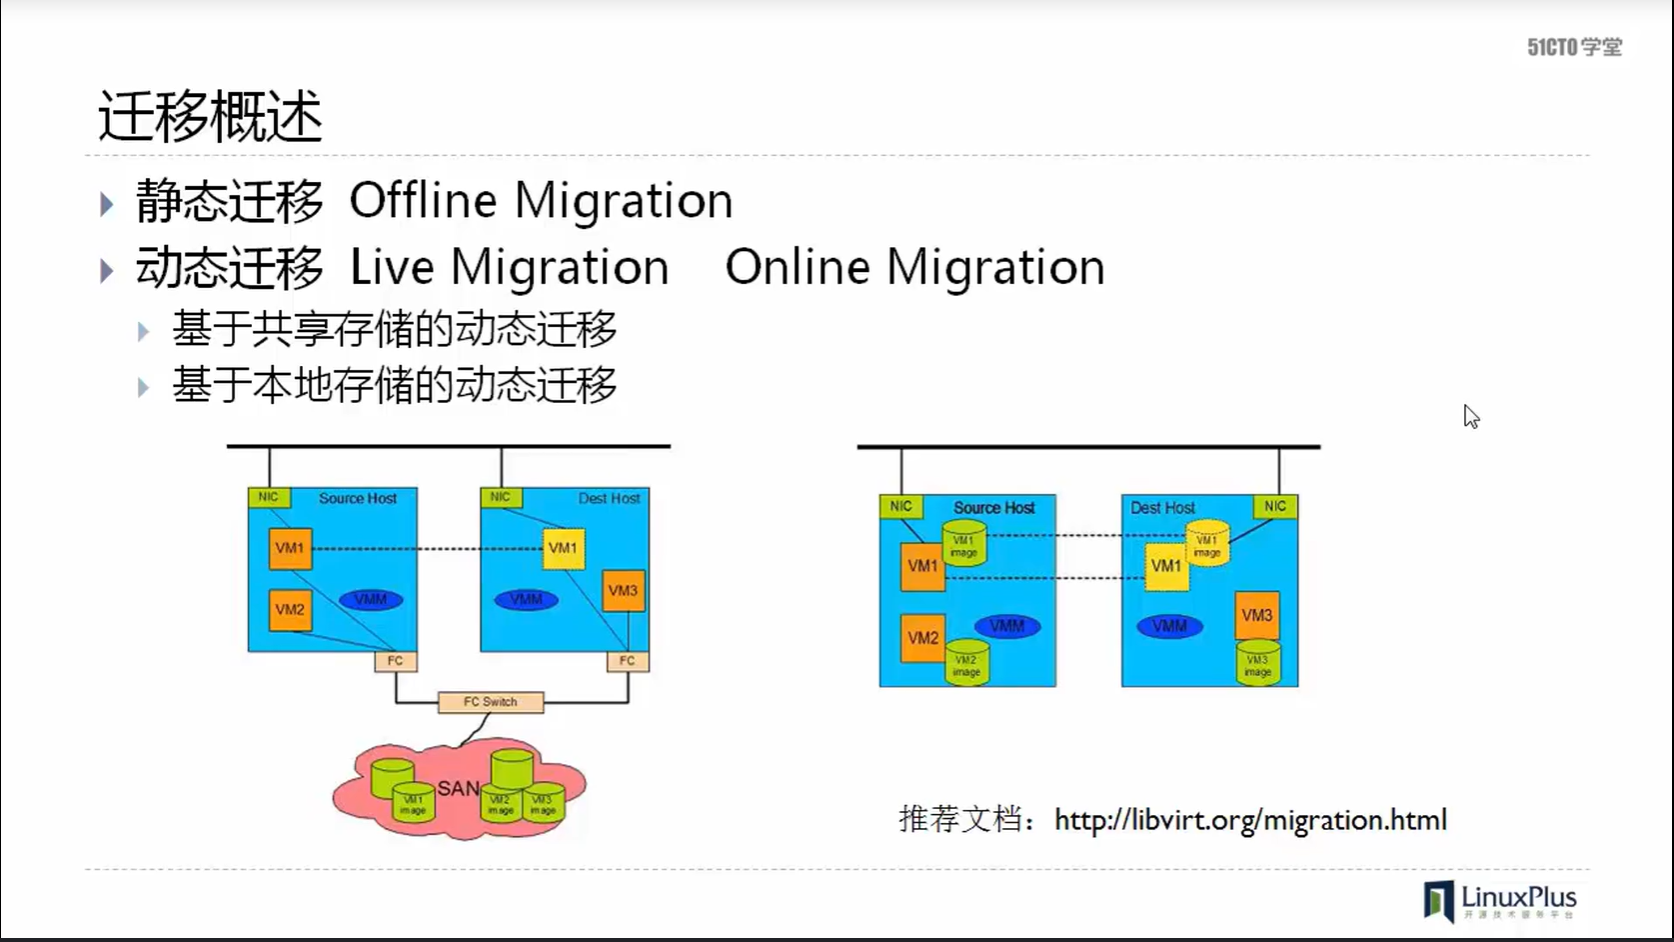 51CTO学堂
迁移概述
静态迁移 Offline Migration
动态迁移 Live Migration Online Migration
基于共享存储的动态迁移
基于本地存储的动态迁移
NIC Source Host
VM1
VM2
VMM
FC
NIC Dest Host
VM1
VMM
VM3
FC
FC Switch
SAN
VM1
image
VM2
image
VM3
image
NIC
Source Host
VM1
image
VM1
VM2
VMM
VM2
image
Dest Host
NIC
VM1
image
VM1
VMM
VM3
VM3
image
推荐文档：http://libvirt.org/migration.html
LinuxPlus
开源技术服务平台